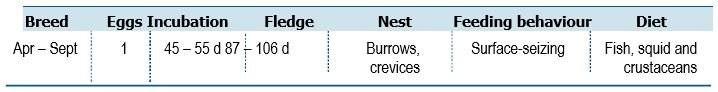 Breed Eggs Incubation Fledge Nest Feeding behaviour Diet
Apr – Sept 1 45 – 55 d 87 – 106 d Burrows, Surface-seizing Fish, squid and
crevices crustaceans